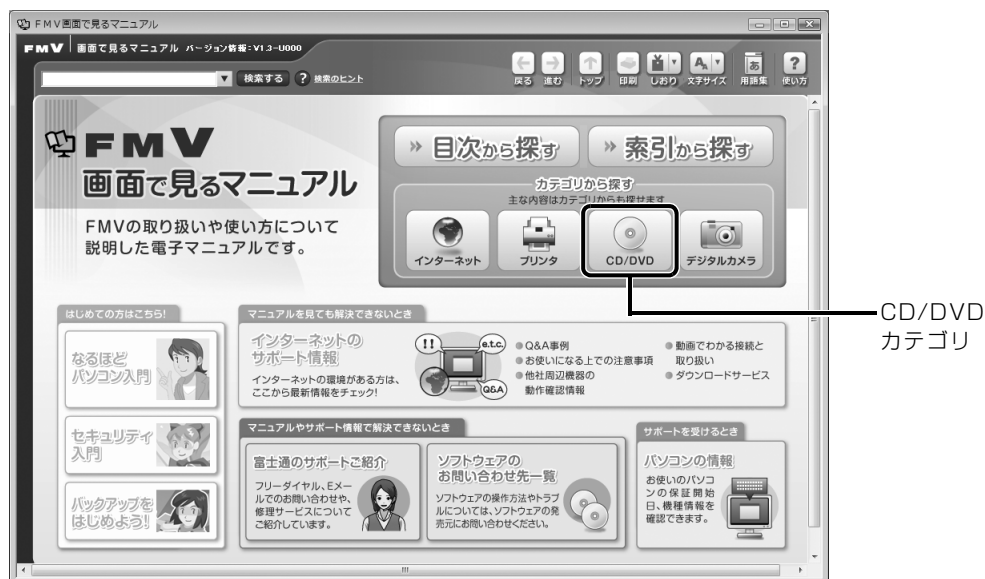 FMV画面で見るマニュアル
FMV 画面で見るマニュアル バージョン情報:V1.3-U000
検索する ? 検索のヒント
戻る 進む トップ 印刷 しおり 文字サイズ 用語集 使い方
FMV
画面で見るマニュアル
FMVの取り扱いや使い方について
説明した電子マニュアルです。
» 目次から探す
» 索引から探す
カテゴリから探す
主な内容はカテゴリからも探せます
インターネット
プリンタ
CD/DVD
デジタルカメラ
CD/DVD
カテゴリ
はじめての方はこちら!
なるほど
パソコン入門
セキュリティ
入門
バックアップを
はじめよう!
マニュアルを見ても解決できないとき
インターネットの
サポート情報
インターネットの環境がある方は、
ここから最新情報をチェック!
!!
e.t.c.
Q&A
Q&A事例
お使いになる上での注意事項
他社周辺機器の
動作確認情報
動画でわかる接続と
取り扱い
ダウンロードサービス
マニュアルやサポート情報で解決できないとき
富士通のサポートご紹介
フリーダイヤル、Eメー
ルでのお問い合わせや、
修理サービスについて
ご紹介しています。
ソフトウェアの
お問い合わせ先一覧
ソフトウェアの操作方法やトラブ
ルについては、ソフトウェアの発
売元にお問い合わせください。
サポートを受けるとき
パソコンの情報
お使いのパソコ
ンの保証開始
日、機種情報を
確認できます。